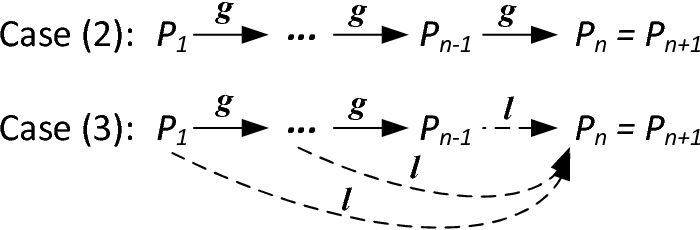 g g g
Case (2): P1 ... Pn-1 Pn = Pn+1
g g l
Case (3): P1 ... Pn-1 Pn = Pn+1
l
l